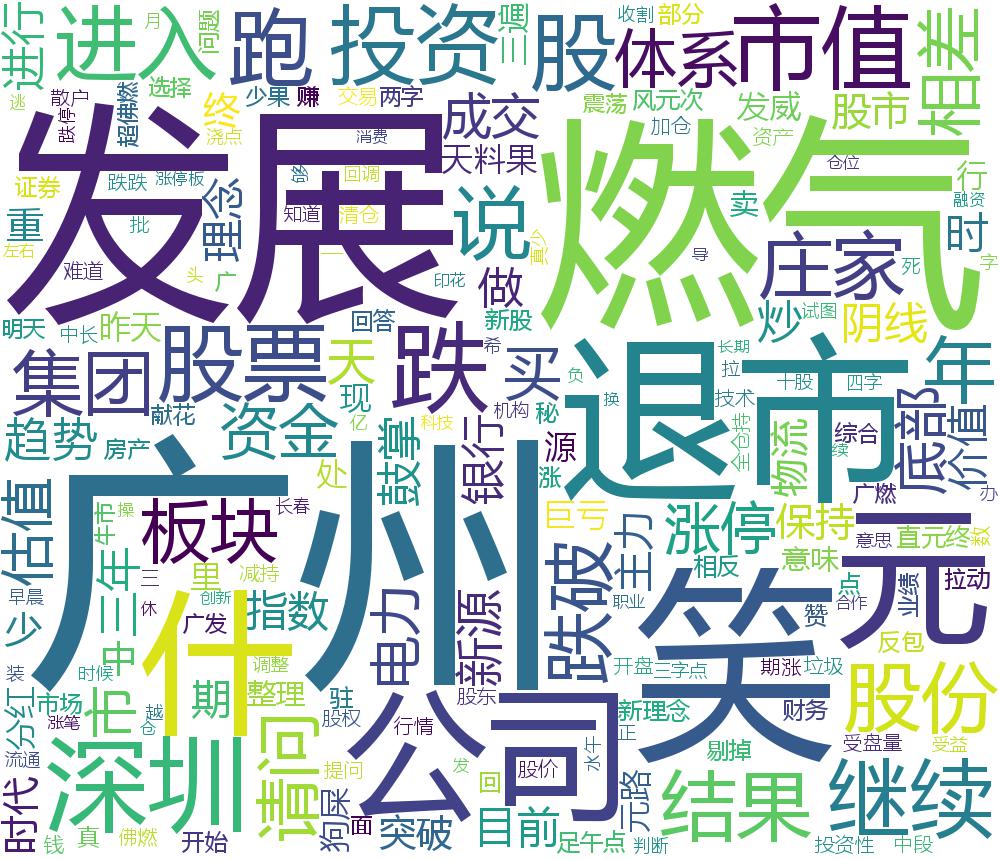 进行
进入
月
问题
跑
投资
三调
股
收割
部分
体系
市值
相差
逃
散户
跌停
超佛燃
选择
终
浇点
少果
赚
交易
两字
成交
震荡
风元次
加仓
发威
资产
股市
发展
消费
天料果
燃气
仓位
行
融资
证券
重
左右
跌跌
涨停板
批
理念
够
知道
回调
清仓
说
卖
庄家
时
死
字
难道
头
广
一
印花
真少
做
导
明天
中长
昨天
股票
回答
新股
炒
试图
阴线
集团
天
跌
希
买
负
退市
长期
拉
十股
四字
年
现
献花
机构
秘
换
技术
底部
价值
趋势
房产
资金
亿
科技
鼓掌
银行
源
涨
全仓持
物流
综合
续
估值
牛市
操
广州
处
长春
巨亏
主力
涨停
保持
广燃
办
板块
元
三年
里
减持
电力
新源
跌破
相反
意味
意思
直元终
数
点
业绩
拉动
早晨
少
中
三
休
什
创新
广发
指数
笑
职业
赞
合作
反包
装
时候
市
调整
整理
期
驻
股东
开盘
三字点
期涨
垃圾
股份
分红
市场
涨笔
越
仓
请问
股权
行情
公司
正
新理念
财务
剔掉
受盘量
受益
流通
深圳
提问
发
回
股价
水午
元路
结果
继续
时代
钱
真
佛燃
开始
狗屎
面
突破
目前
足午点
判断
投资性
中段